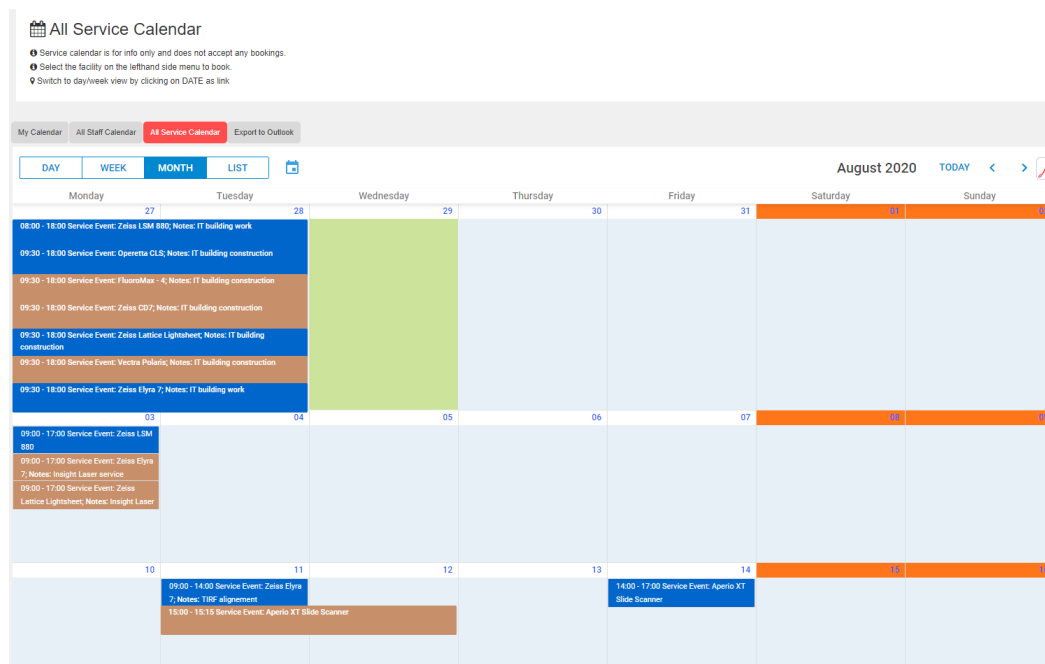 All Service Calendar
Service calendar is for info only and does not accept any bookings.
Select the facility on the lefthand side menu to book.
Switch to day/week view by clicking on DATE as link
My Calendar All Staff Calendar All Service Calendar Export to Outlook
DAY WEEK MONTH LIST August 2020 TODAY
Monday Tuesday Wednesday Thursday Friday Saturday Sunday
27 28 29 30 31 01
08:00 - 18:00 Service Event: Zeiss LSM 880; Notes: IT building work
09:30 - 18:00 Service Event: Operetta CLS; Notes: IT building construction
09:30 - 18:00 Service Event: FluoroMax - 4; Notes: IT building construction
09:30 - 18:00 Service Event: Zeiss CD7; Notes: IT building construction
09:30 - 18:00 Service Event: Zeiss Lattice Lightsheet; Notes: IT building
construction
09:30 - 18:00 Service Event: Vectra Polaris; Notes: IT building construction
09:30 - 18:00 Service Event: Zeiss Elyra 7; Notes: IT building work
03 04 05 06 07 08
09:00 - 17:00 Service Event: Zeiss LSM
880
09:00 - 17:00 Service Event: Zeiss Elyra
7; Notes: Insight Laser service
09:00 - 17:00 Service Event: Zeiss
Lattice Lightsheet; Notes: Insight Laser
10 11 12 13 14 15
09:00 - 14:00 Service Event: Zeiss Elyra
7; Notes: TIRF alignement
15:00 - 15:15 Service Event: Aperio XT Slide Scanner
14:00 - 17:00 Service Event: Aperio XT
Slide Scanner